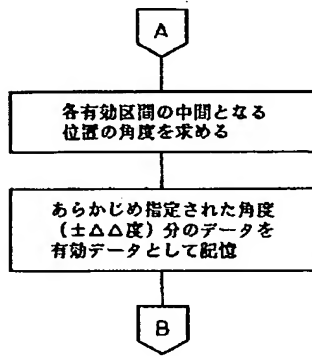 A
各有効区間の中間となる
位置の角度を求める
あらかじめ指定された角度
(±△△度)分のデータを
有効データとして記憶
B